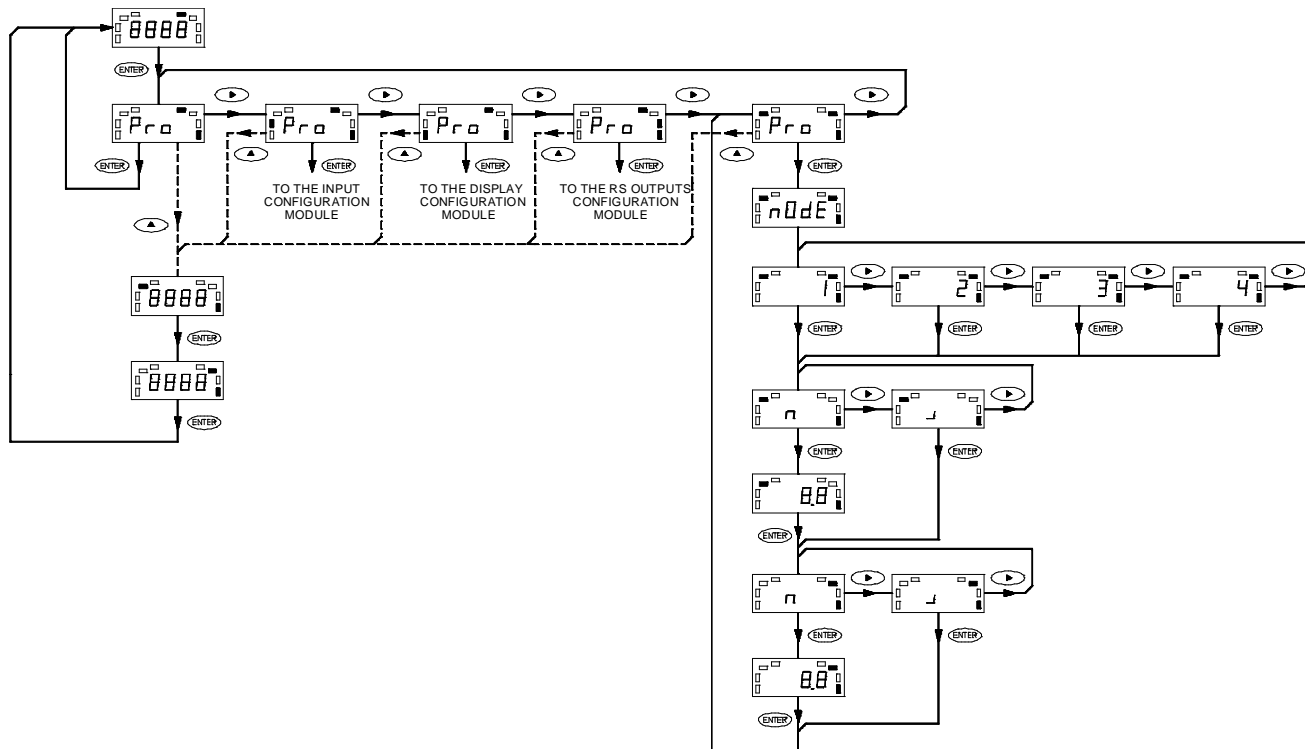 8888
ENTER
Pro
Pro
Pro
Pro
Pro
ENTER
ENTER
ENTER
ENTER
ENTER
TO THE INPUT
CONFIGURATION
MODULE
TO THE DISPLAY
CONFIGURATION
MODULE
TO THE RS OUTPUTS
CONFIGURATION
MODULE
n0dE
8888
1
2
3
4
ENTER
ENTER
ENTER
ENTER
ENTER
8888
ENTER
n
ENTER
ENTER
8.8
ENTER
n
ENTER
ENTER
8.8
ENTER